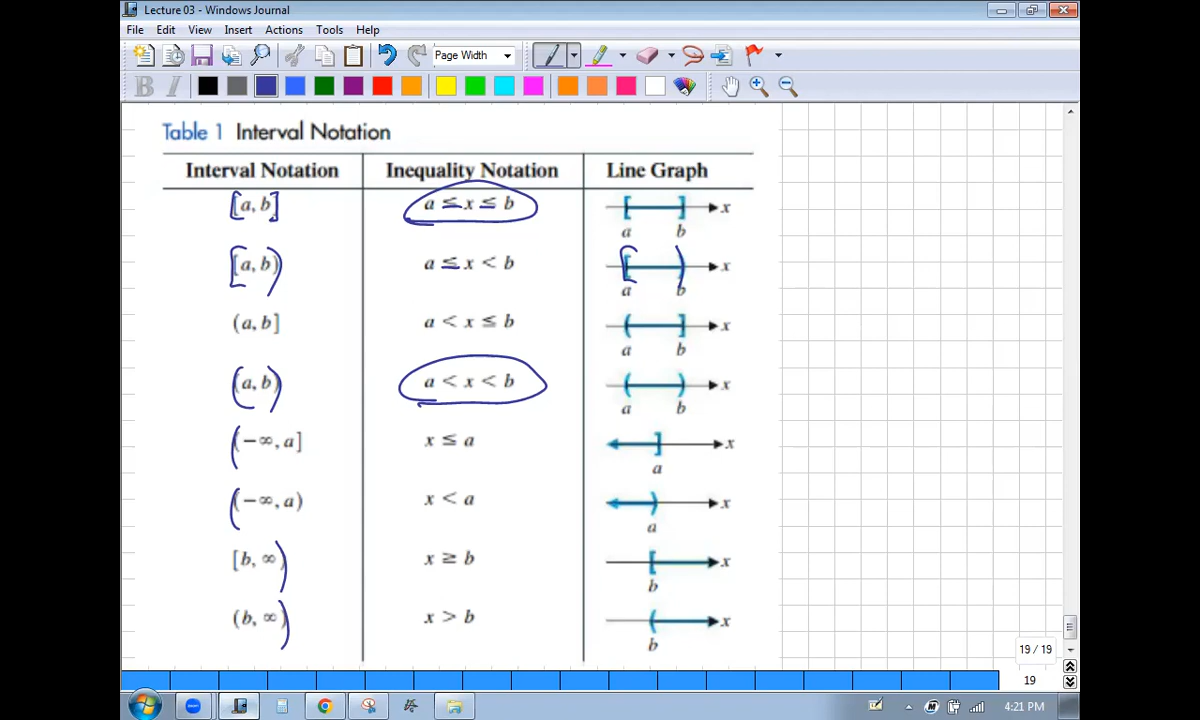 Lecture 03 - Windows Journal
File Edit View Insert Actions Tools Help
Page Width
B I
Table 1 Interval Notation
Interval Notation Inequality Notation Line Graph
[a, b] a ≤ x ≤ b x
a b
[a, b) a ≤ x < b x
a b
(a, b] a < x ≤ b x
a b
(a, b) a < x < b x
a b
(−∞, a] x ≤ a x
a
(−∞, a) x < a x
a
[b, ∞) x ≥ b x
b
(b, ∞) x > b x
b
19 / 19
19
4:21 PM